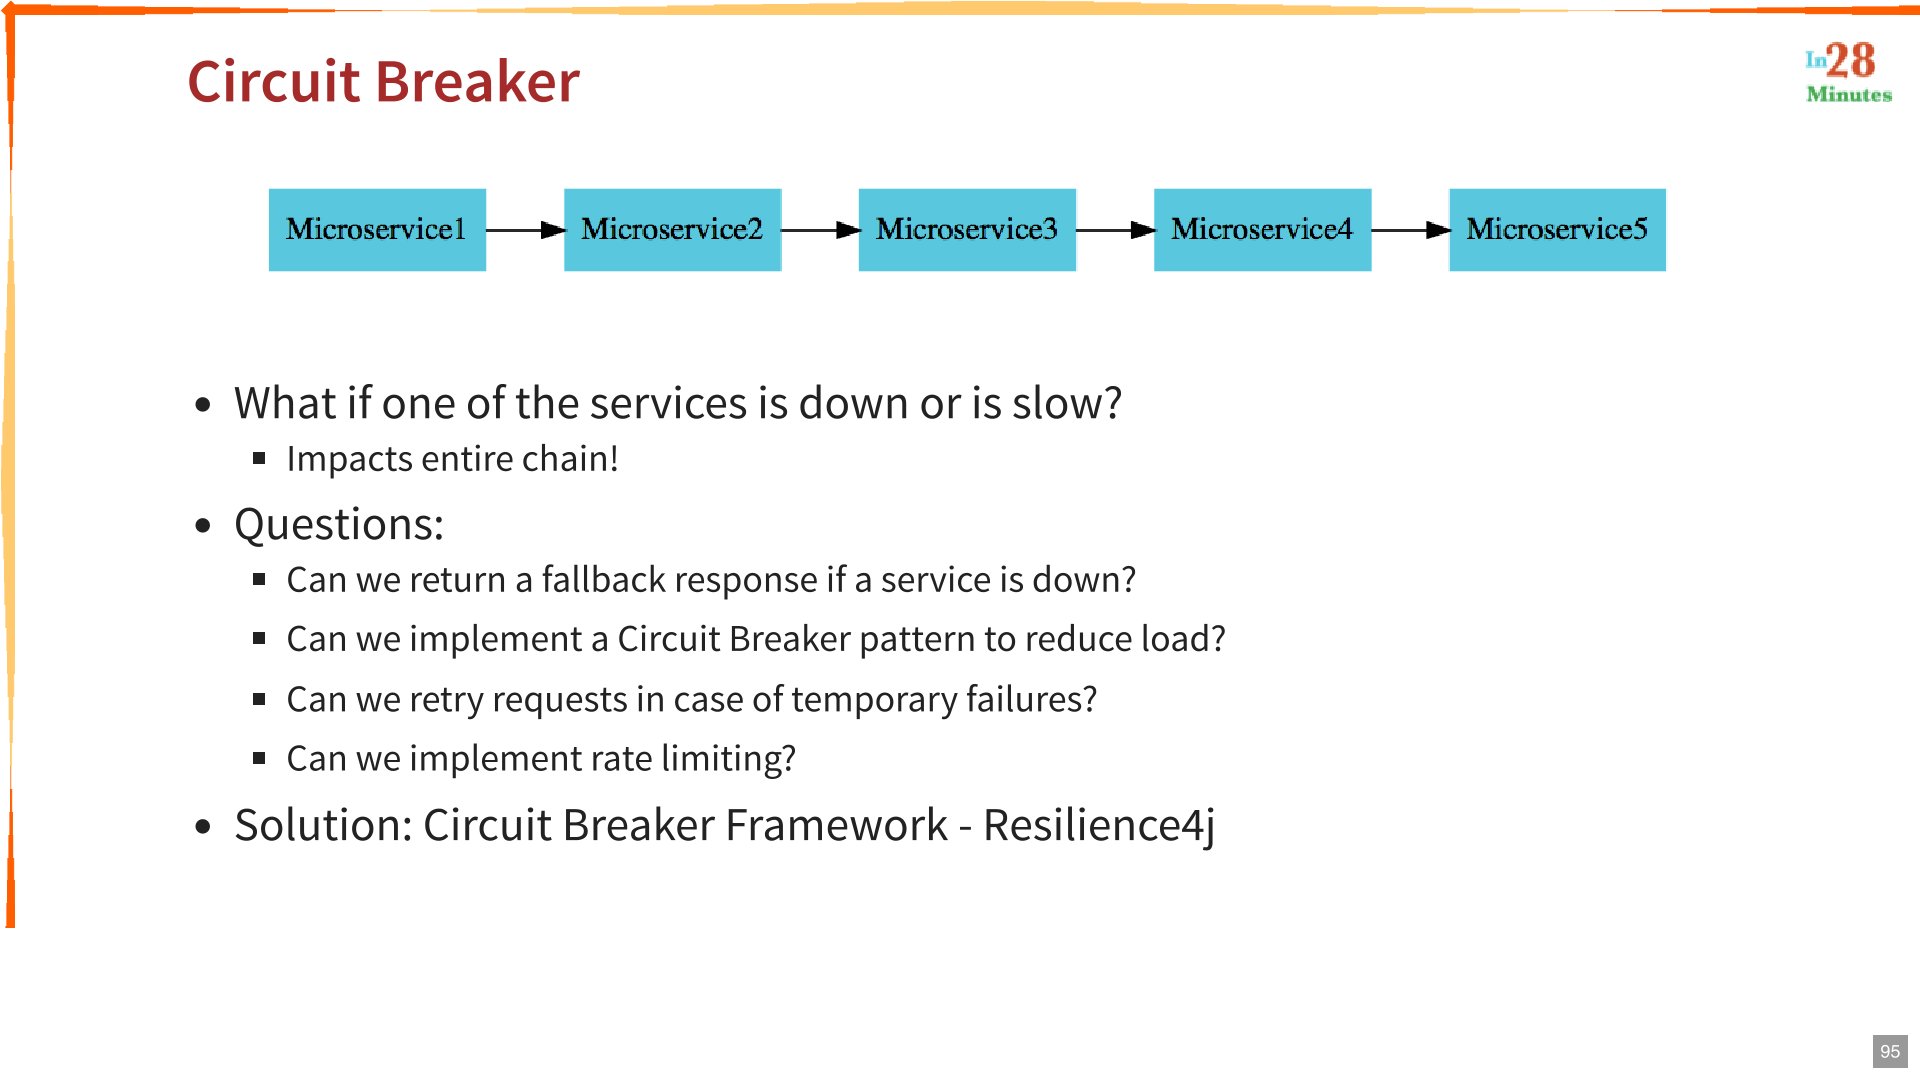 Circuit Breaker
In28
Minutes
Microservice1 Microservice2 Microservice3 Microservice4 Microservice5
• What if one of the services is down or is slow?
▪ Impacts entire chain!
• Questions:
▪ Can we return a fallback response if a service is down?
▪ Can we implement a Circuit Breaker pattern to reduce load?
▪ Can we retry requests in case of temporary failures?
▪ Can we implement rate limiting?
• Solution: Circuit Breaker Framework - Resilience4j
95